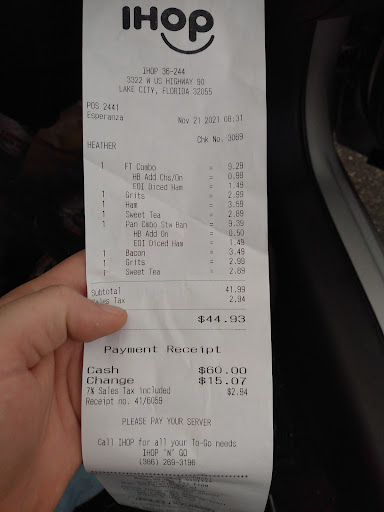 IHOP
IHOP 36-244
3322 W US HIGHWAY 90
LAKE CITY, FLORIDA 32055
POS 2441
Esperanza Nov 21 2021 08:31
Chk No. 3069
HEATHER
1 FT Combo = 9.29
HB Add Chs/On = 0.99
EDI Diced Ham = 1.49
1 Grits = 2.99
1 Ham = 3.59
1 Sweet Tea = 2.89
1 Pan Cmbo Stw Ban = 9.39
HB Add On = 0.50
EDI Diced Ham = 1.49
1 Bacon = 3.49
1 Grits = 2.99
1 Sweet Tea = 2.89
Subtotal 41.99
Sales Tax 2.94
$44.93
Payment Receipt
Cash $60.00
Change $15.07
7% Sales Tax included $2.94
Receipt no. 41/6059
PLEASE PAY YOUR SERVER
Call IHOP for all your To-Go needs
IHOP 'N' GO
(386) 269-3196